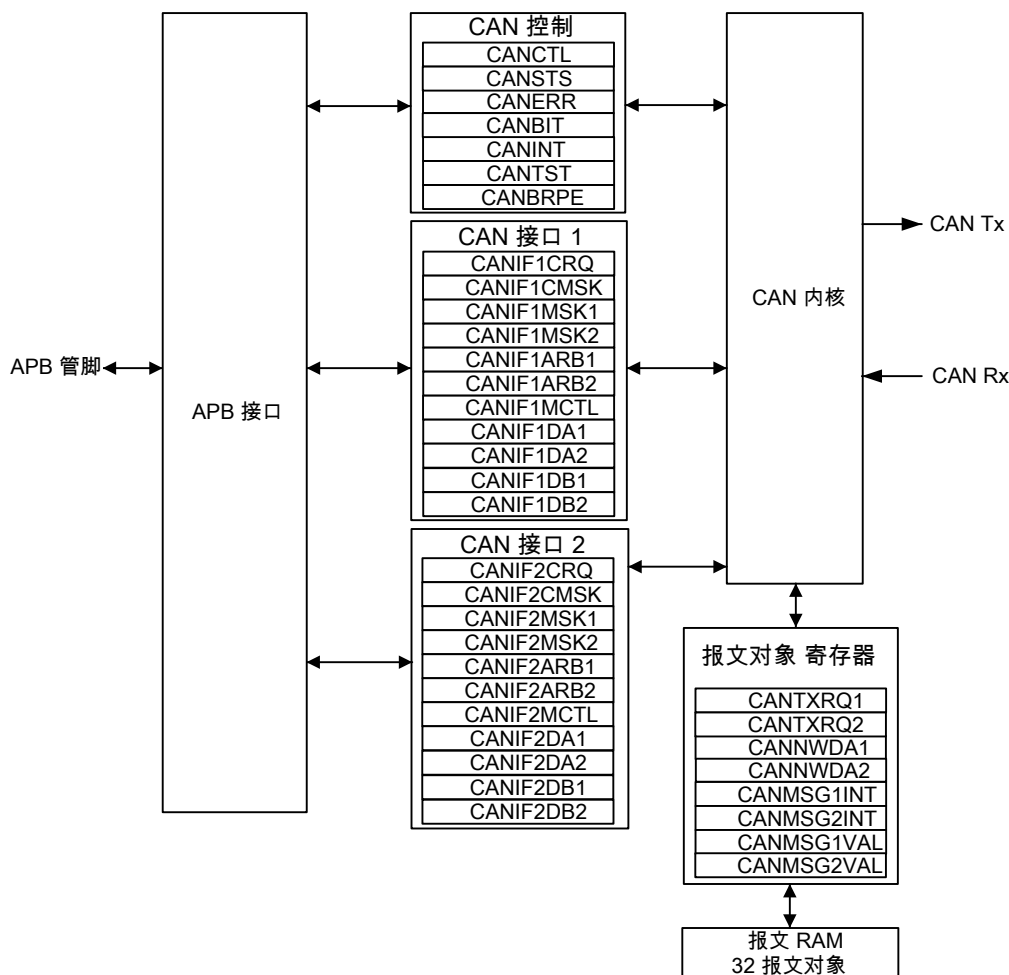 CAN 控制
CANCTL
CANSTS
CANERR
CANBIT
CANINT
CANTST
CANBRPE
CAN 接口 1
CANIF1CRQ
CANIF1CMSK
CANIF1MSK1
CANIF1MSK2
CANIF1ARB1
CANIF1ARB2
CANIF1MCTL
CANIF1DA1
CANIF1DA2
CANIF1DB1
CANIF1DB2
CAN 接口 2
CANIF2CRQ
CANIF2CMSK
CANIF2MSK1
CANIF2MSK2
CANIF2ARB1
CANIF2ARB2
CANIF2MCTL
CANIF2DA1
CANIF2DA2
CANIF2DB1
CANIF2DB2
APB 管脚
APB 接口
CAN 内核
CAN Tx
CAN Rx
报文对象 寄存器
CANTXRQ1
CANTXRQ2
CANNWDA1
CANNWDA2
CANMSG1INT
CANMSG2INT
CANMSG1VAL
CANMSG2VAL
报文 RAM
32 报文对象